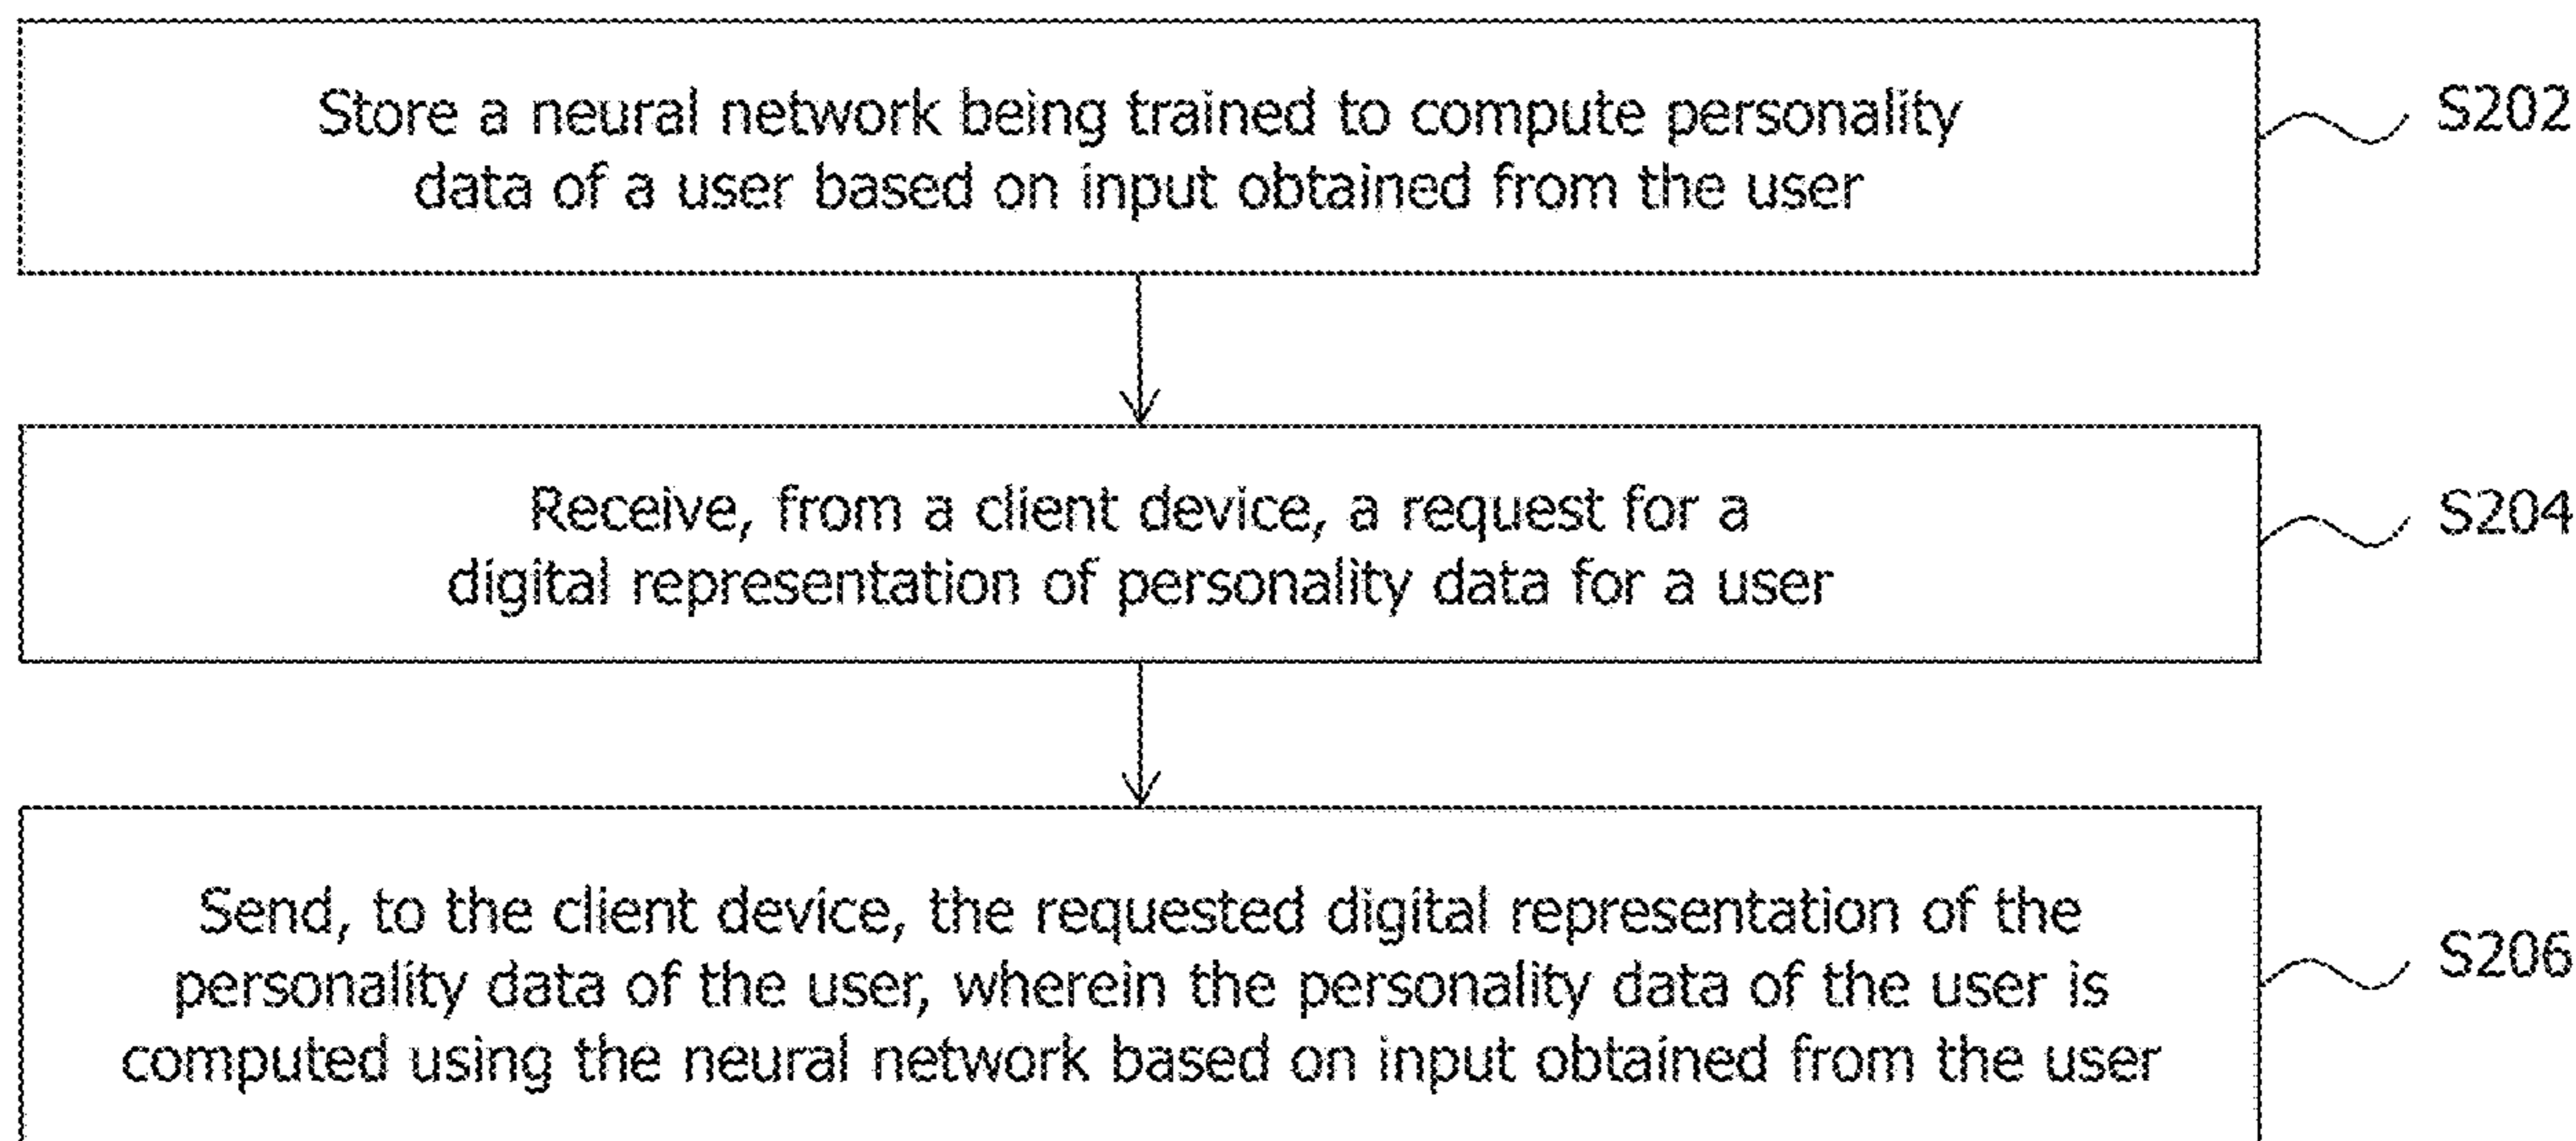 Store a neural network being trained to compute personality
data of a user based on input obtained from the user
S202
Receive, from a client device, a request for a
digital representation of personality data for a user
S204
Send, to the client device, the requested digital representation of the
personality data of the user, wherein the personality data of the user is
computed using the neural network based on input obtained from the user
S206